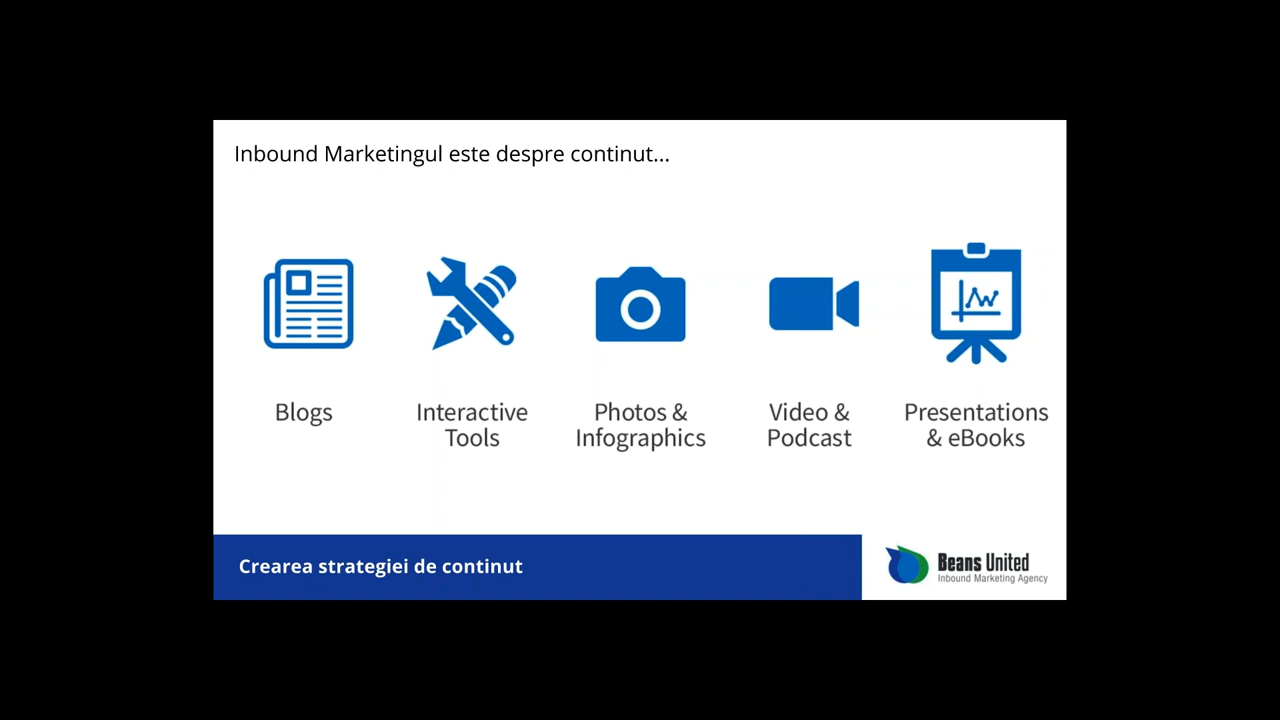 Inbound Marketingul este despre continut...
Blogs
Interactive
Tools
Photos &
Infographics
Video &
Podcast
Presentations
& eBooks
Crearea strategiei de continut
Beans United
Inbound Marketing Agency